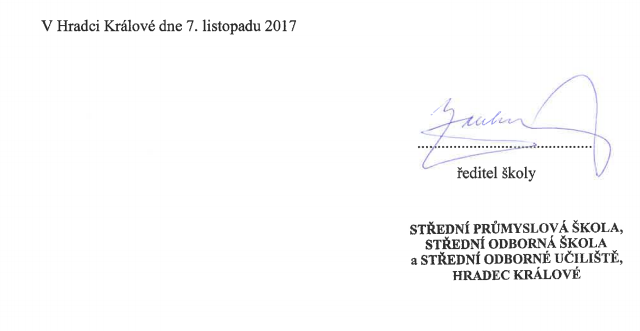 V Hradci Králové dne 7. listopadu 2017
ředitel školy
STŘEDNÍ PRŮMYSLOVÁ ŠKOLA,
STŘEDNÍ ODBORNÁ ŠKOLA
a STŘEDNÍ ODBORNÉ UČILIŠTĚ,
HRADEC KRÁLOVÉ